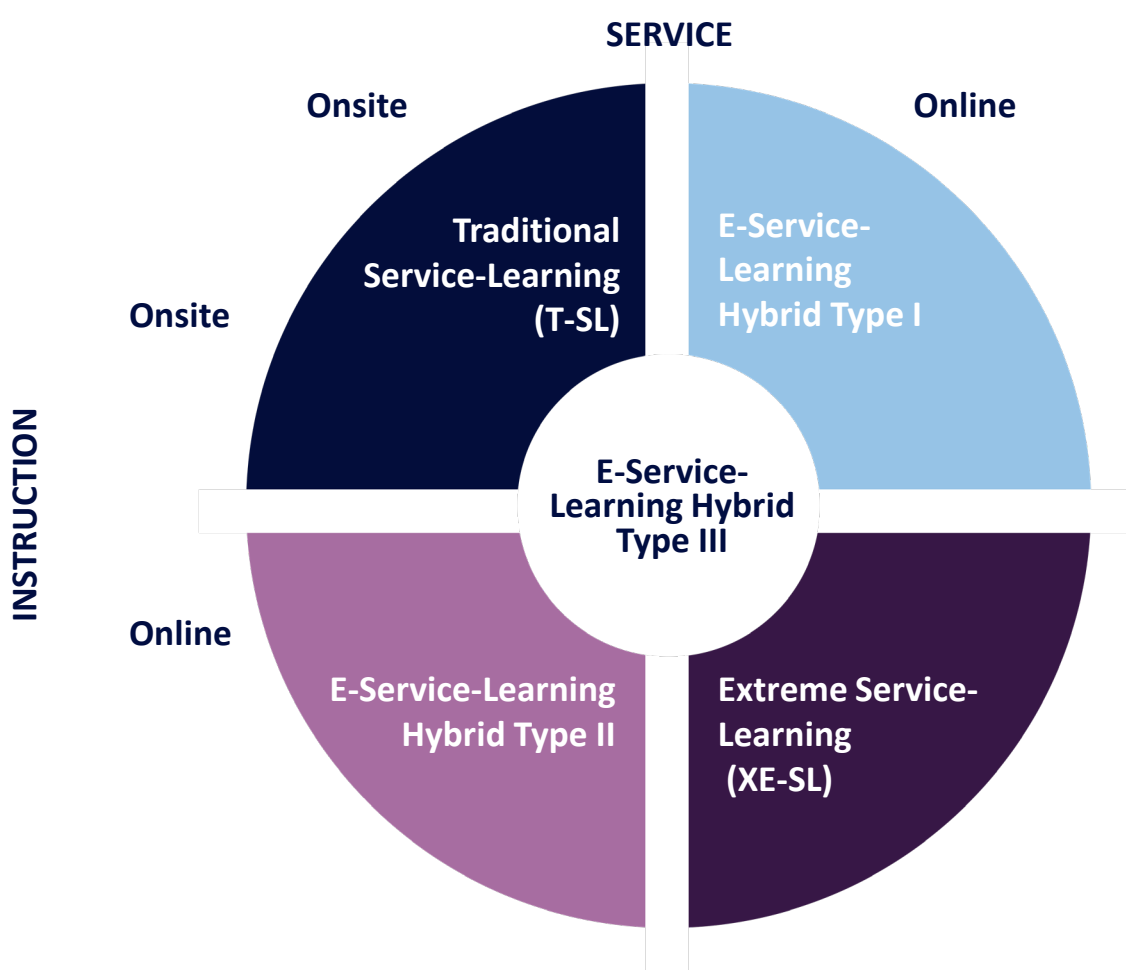 SERVICE
Onsite
Online
Traditional
Service-Learning
(T-SL)
E-Service-
Learning
Hybrid Type I
Onsite
INSTRUCTION
E-Service-
Learning Hybrid
Type III
Online
E-Service-Learning
Hybrid Type II
Extreme Service-
Learning
(XE-SL)